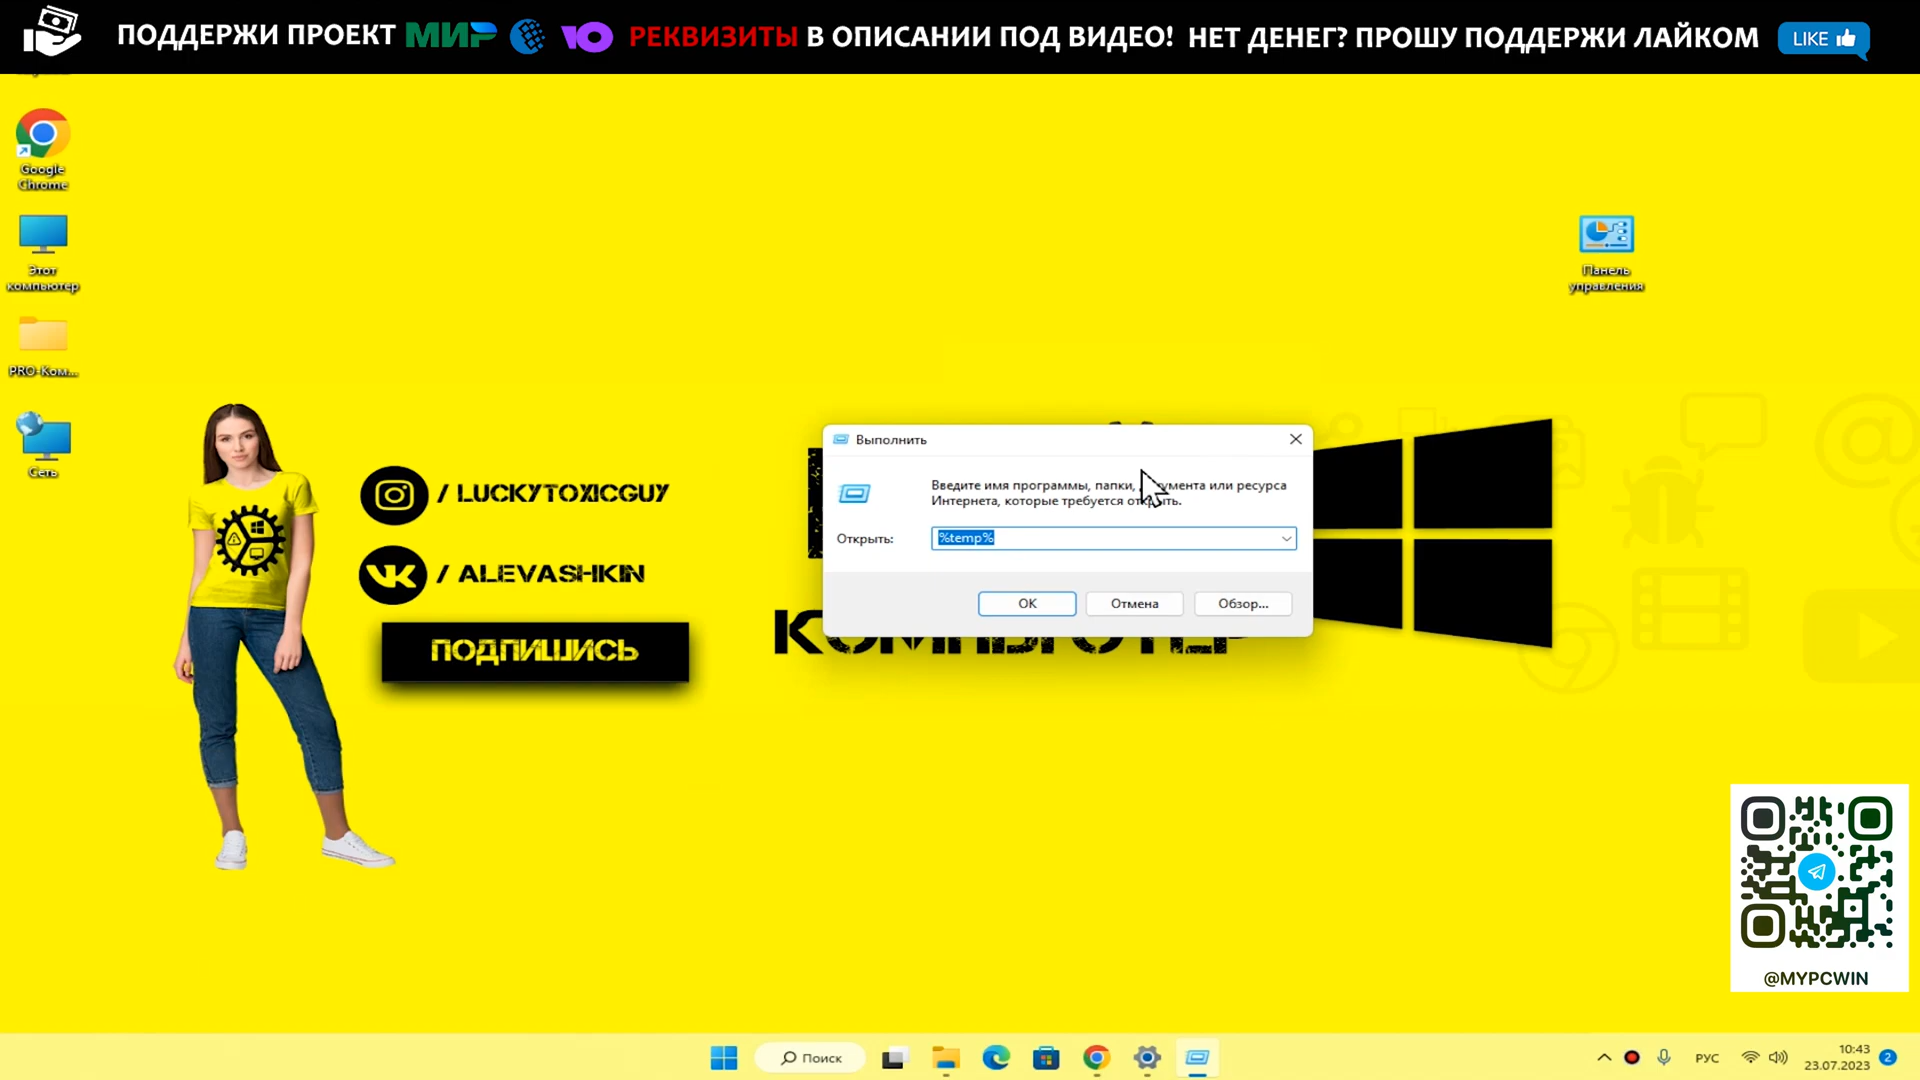 ПОДДЕРЖИ ПРОЕКТ МИР Ю РЕКВИЗИТЫ В ОПИСАНИИ ПОД ВИДЕО! НЕТ ДЕНЕГ? ПРОШУ ПОДДЕРЖИ ЛАЙКОМ LIKE
Google
Chrome
Этот
компьютер
PRO-Ком...
Сеть
Панель
управления
/ LUCKYTOXICGUY
/ ALEVASHKIN
ПОДПИШИСЬ
Выполнить
Введите имя программы, папки, документа или ресурса
Интернета, которые требуется открыть.
Открыть:
%temp%
ОК
Отмена
Обзор...
КОМПЬЮТЕР
@MYPCWIN
Поиск
РУС
10:43
23.07.2023
2